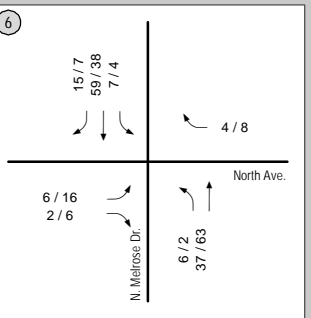 6
15 / 7
59 / 38
7 / 4
4 / 8
North Ave.
6 / 16
2 / 6
N. Melrose Dr.
6 / 2
37 / 63